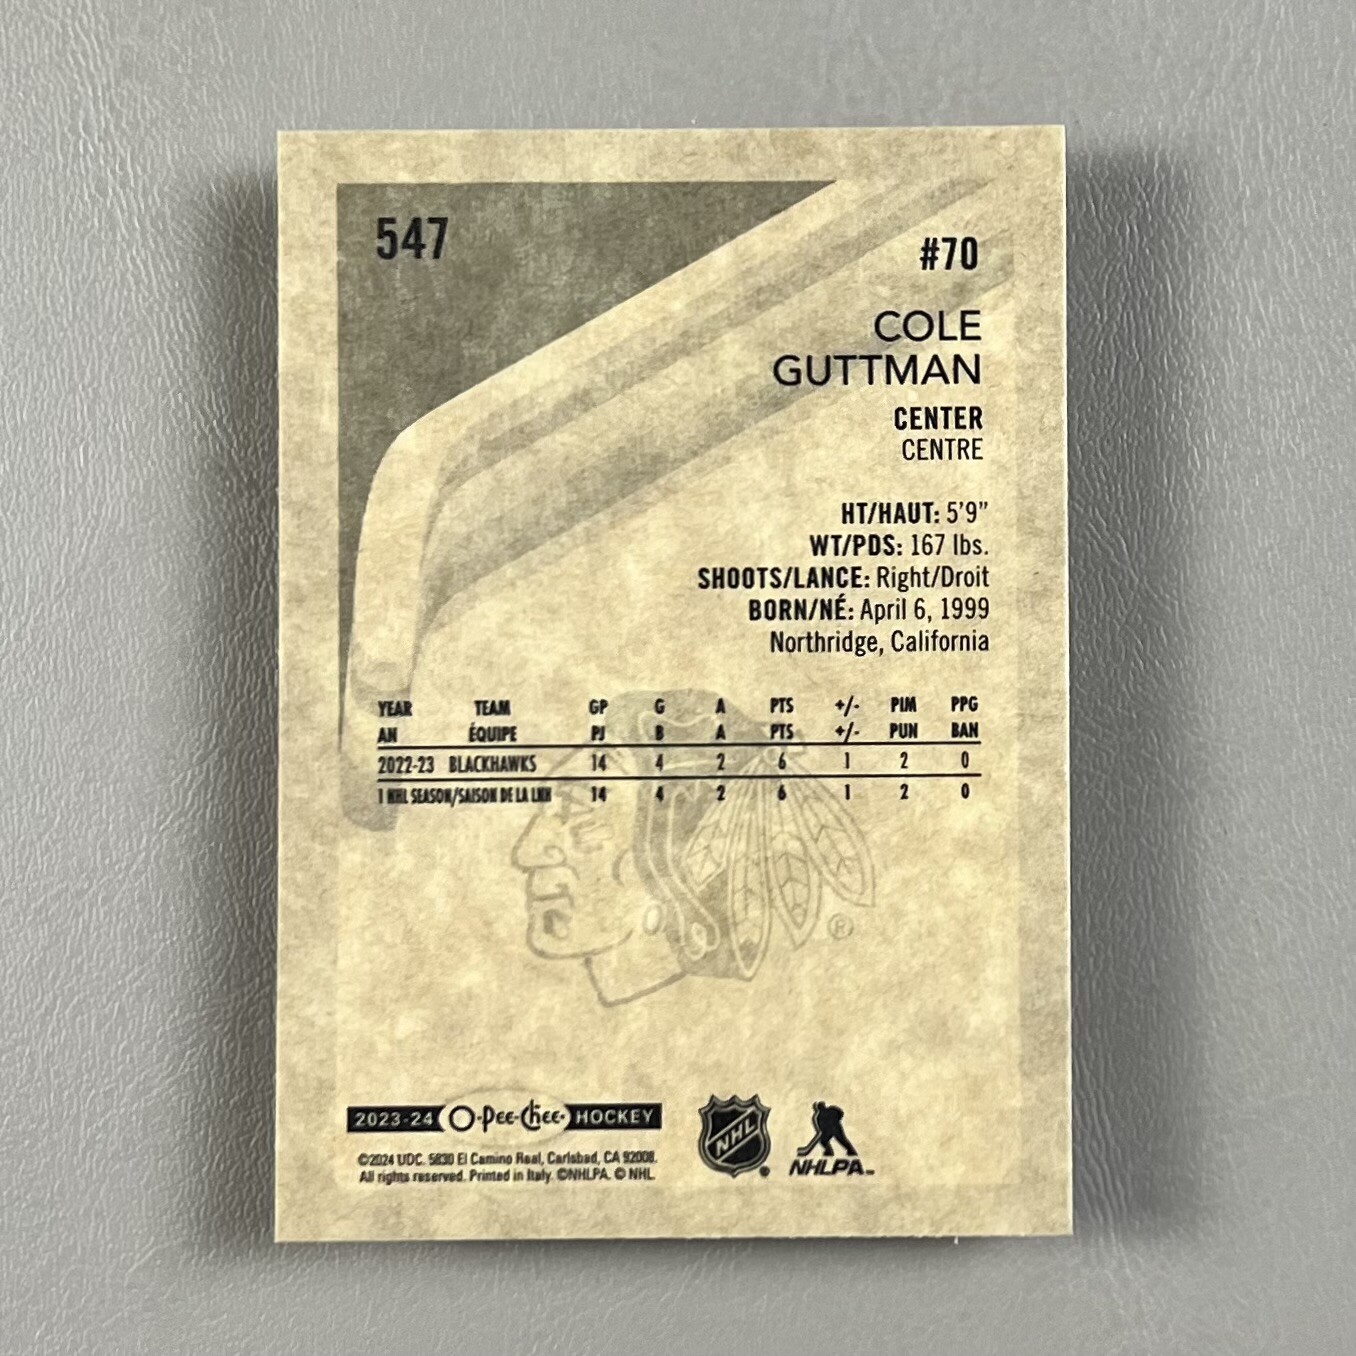 547
#70
COLE
GUTTMAN
CENTER
CENTRE
HT/HAUT: 5'9"
WT/PDS: 167 lbs.
SHOOTS/LANCE: Right/Droit
BORN/NÉ: April 6, 1999
Northridge, California
YEAR TEAM GP G A PTS +/- PIM PPG
AN ÉQUIPE PJ B A PTS +/- PUN BAN
2022-23 BLACKHAWKS 14 4 2 6 1 2 0
1 NHL SEASON/SAISON DE LA LNH 14 4 2 6 1 2 0
®
2023-24 O-Pee-Chee® HOCKEY
©2024 UDC. 5830 El Camino Real, Carlsbad, CA 92008.
All rights reserved. Printed in Italy. ©NHLPA. © NHL.
NHL ®
NHLPA™